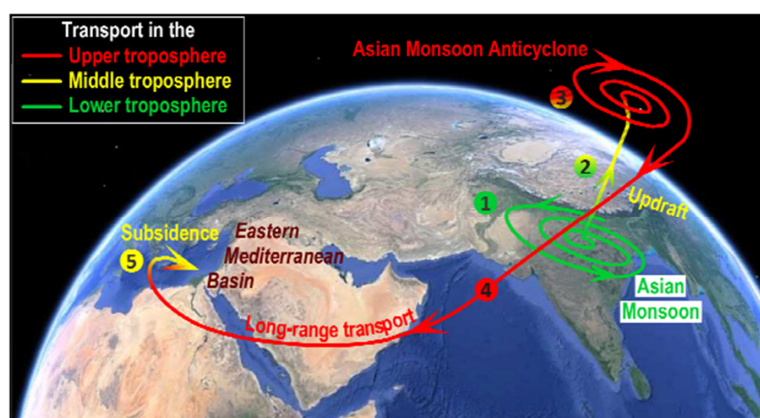 Transport in the
Upper troposphere
Middle troposphere
Lower troposphere
Asian Monsoon Anticyclone
3
2
1
Updraft
Subsidence
5
Eastern
Mediterranean
Basin
4
Asian
Monsoon
Long-range transport